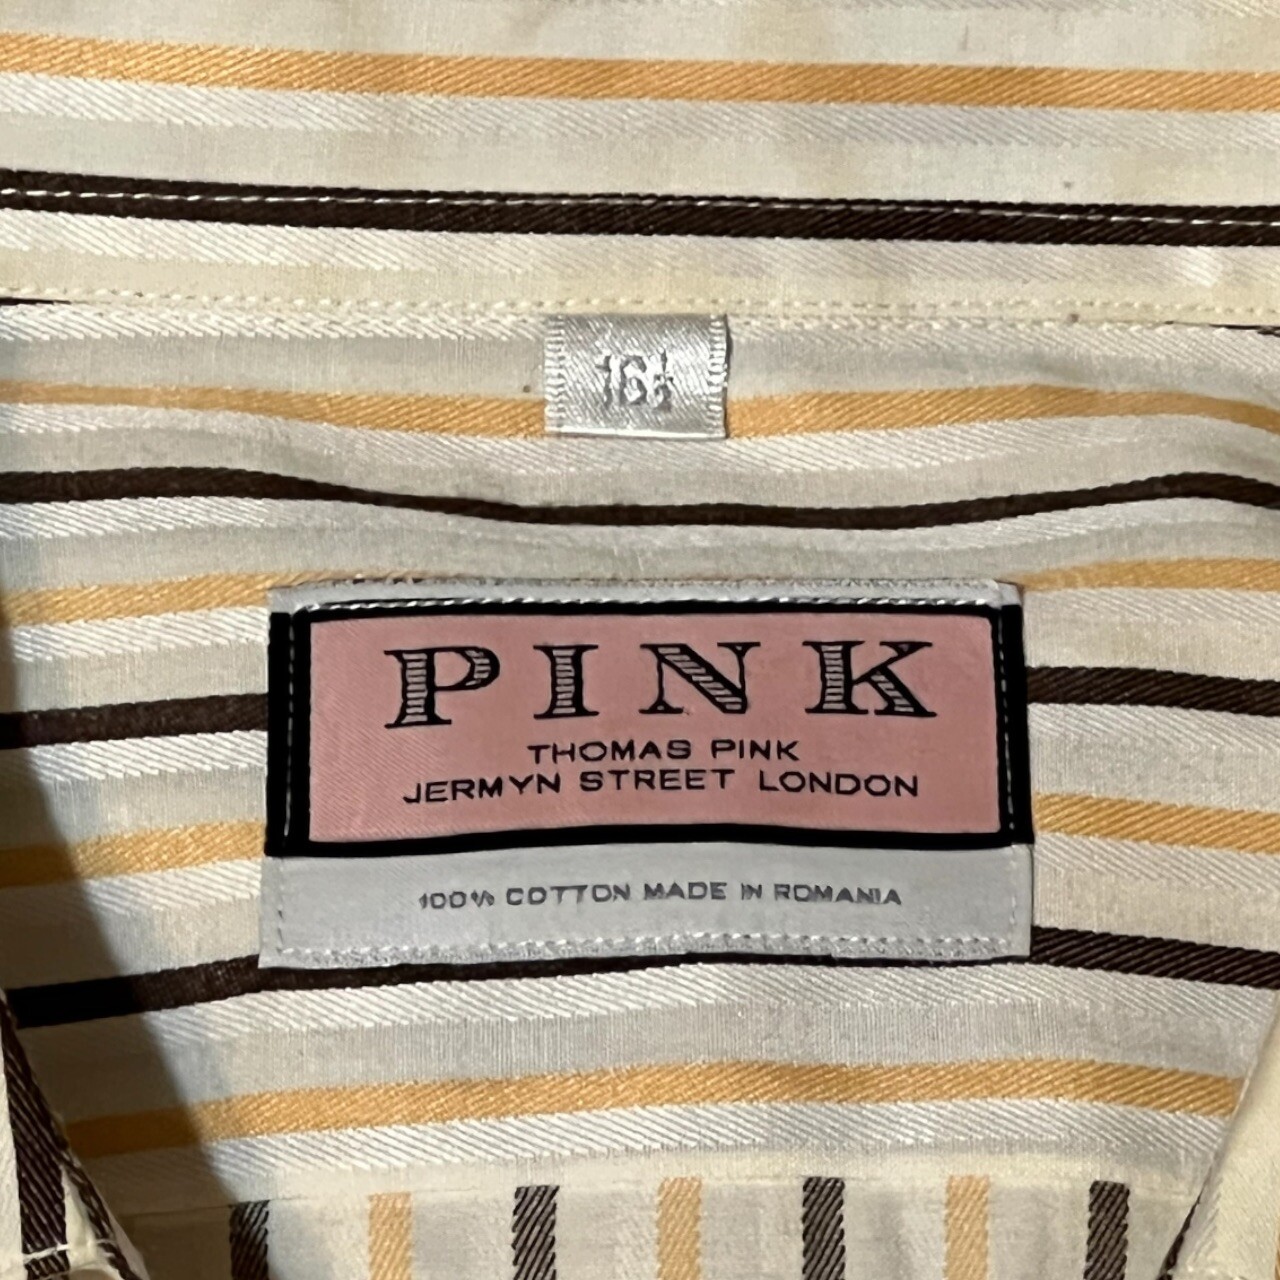 16½
PINK
THOMAS PINK
JERMYN STREET LONDON
100% COTTON MADE IN ROMANIA